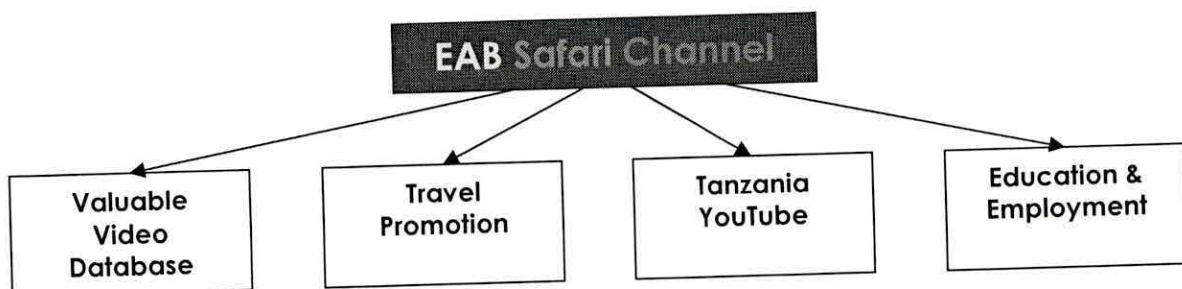 EAB Safari Channel
Valuable
Video
Database
Travel
Promotion
Tanzania
YouTube
Education &
Employment